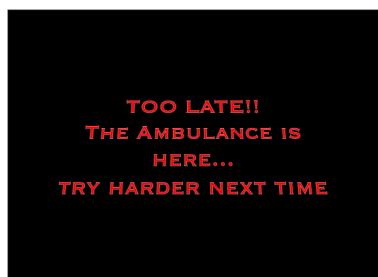 TOO LATE!!
THE AMBULANCE IS
HERE...
TRY HARDER NEXT TIME